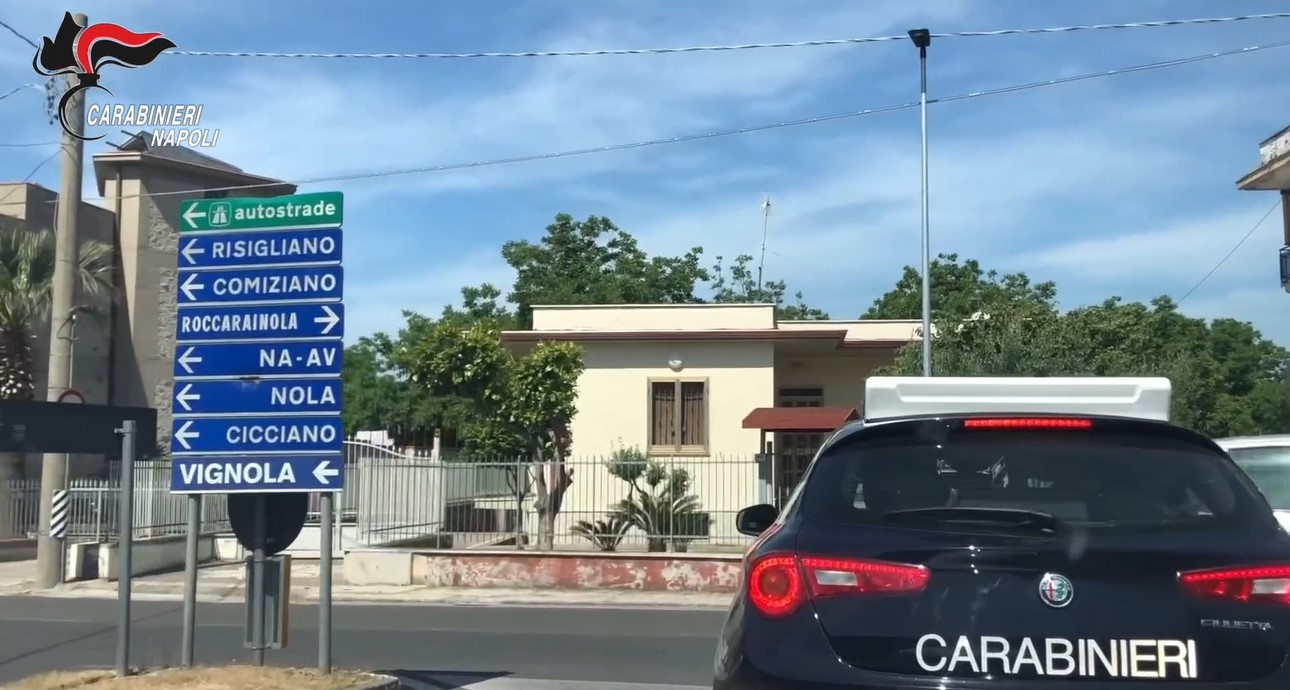 CARABINIERI
NAPOLI
autostrade
RISIGLIANO
COMIZIANO
ROCCARAINOLA
NA-AV
NOLA
CICCIANO
VIGNOLA
GIULIETTA
CARABINIERI